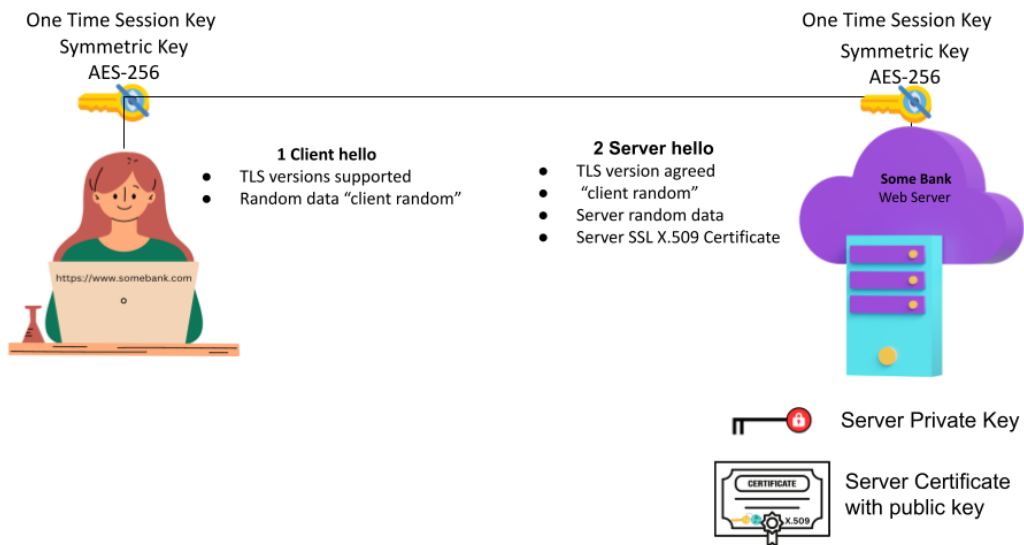 One Time Session Key
Symmetric Key
AES-256
One Time Session Key
Symmetric Key
AES-256
1 Client hello
● TLS versions supported
● Random data “client random”
2 Server hello
● TLS version agreed
● “client random”
● Server random data
● Server SSL X.509 Certificate
Some Bank
Web Server
https://www.somebank.com
Server Private Key
CERTIFICATE
X.509
Server Certificate
with public key